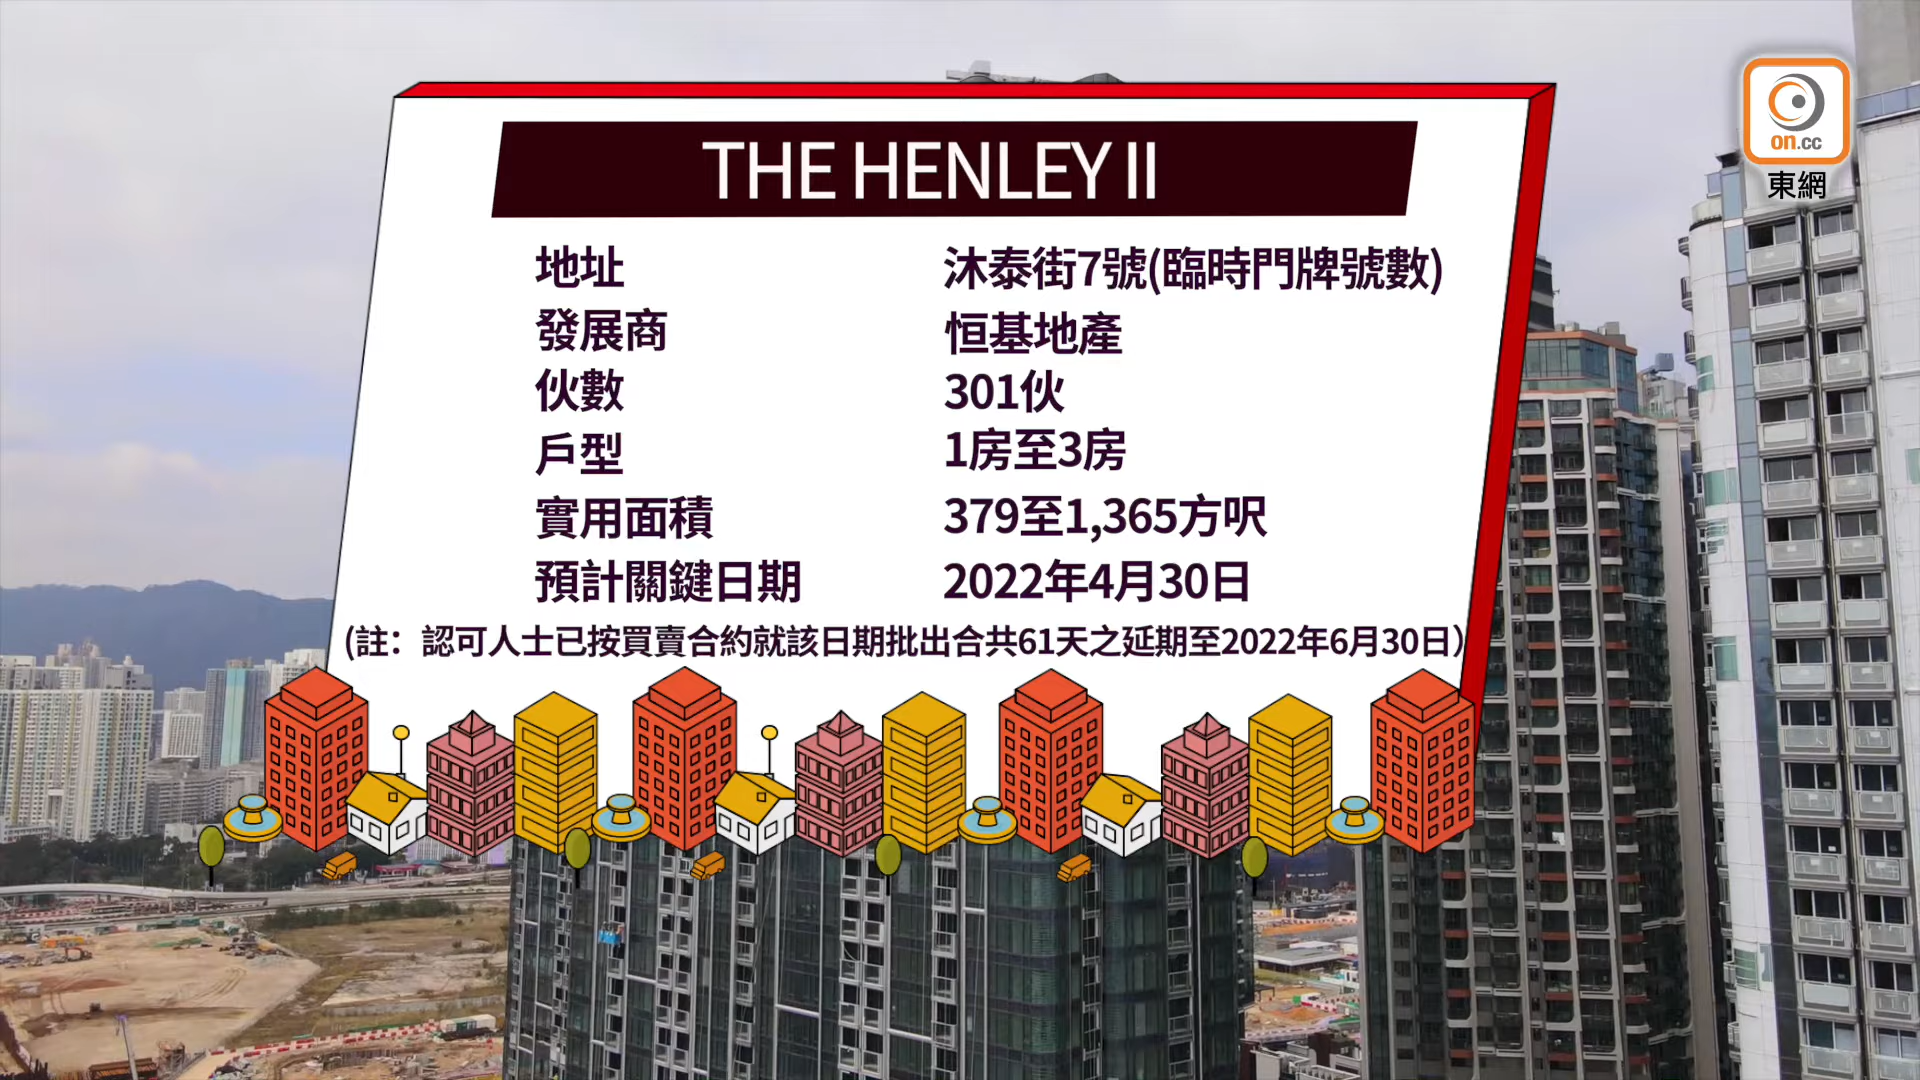 THE HENLEY II
地址 沐泰街7號(臨時門牌號數)
發展商 恒基地產
伙數 301伙
戶型 1房至3房
實用面積 379至1,365方呎
預計關鍵日期 2022年4月30日
(註：認可人士已按買賣合約就該日期批出合共61天之延期至2022年6月30日)
on.cc
東網